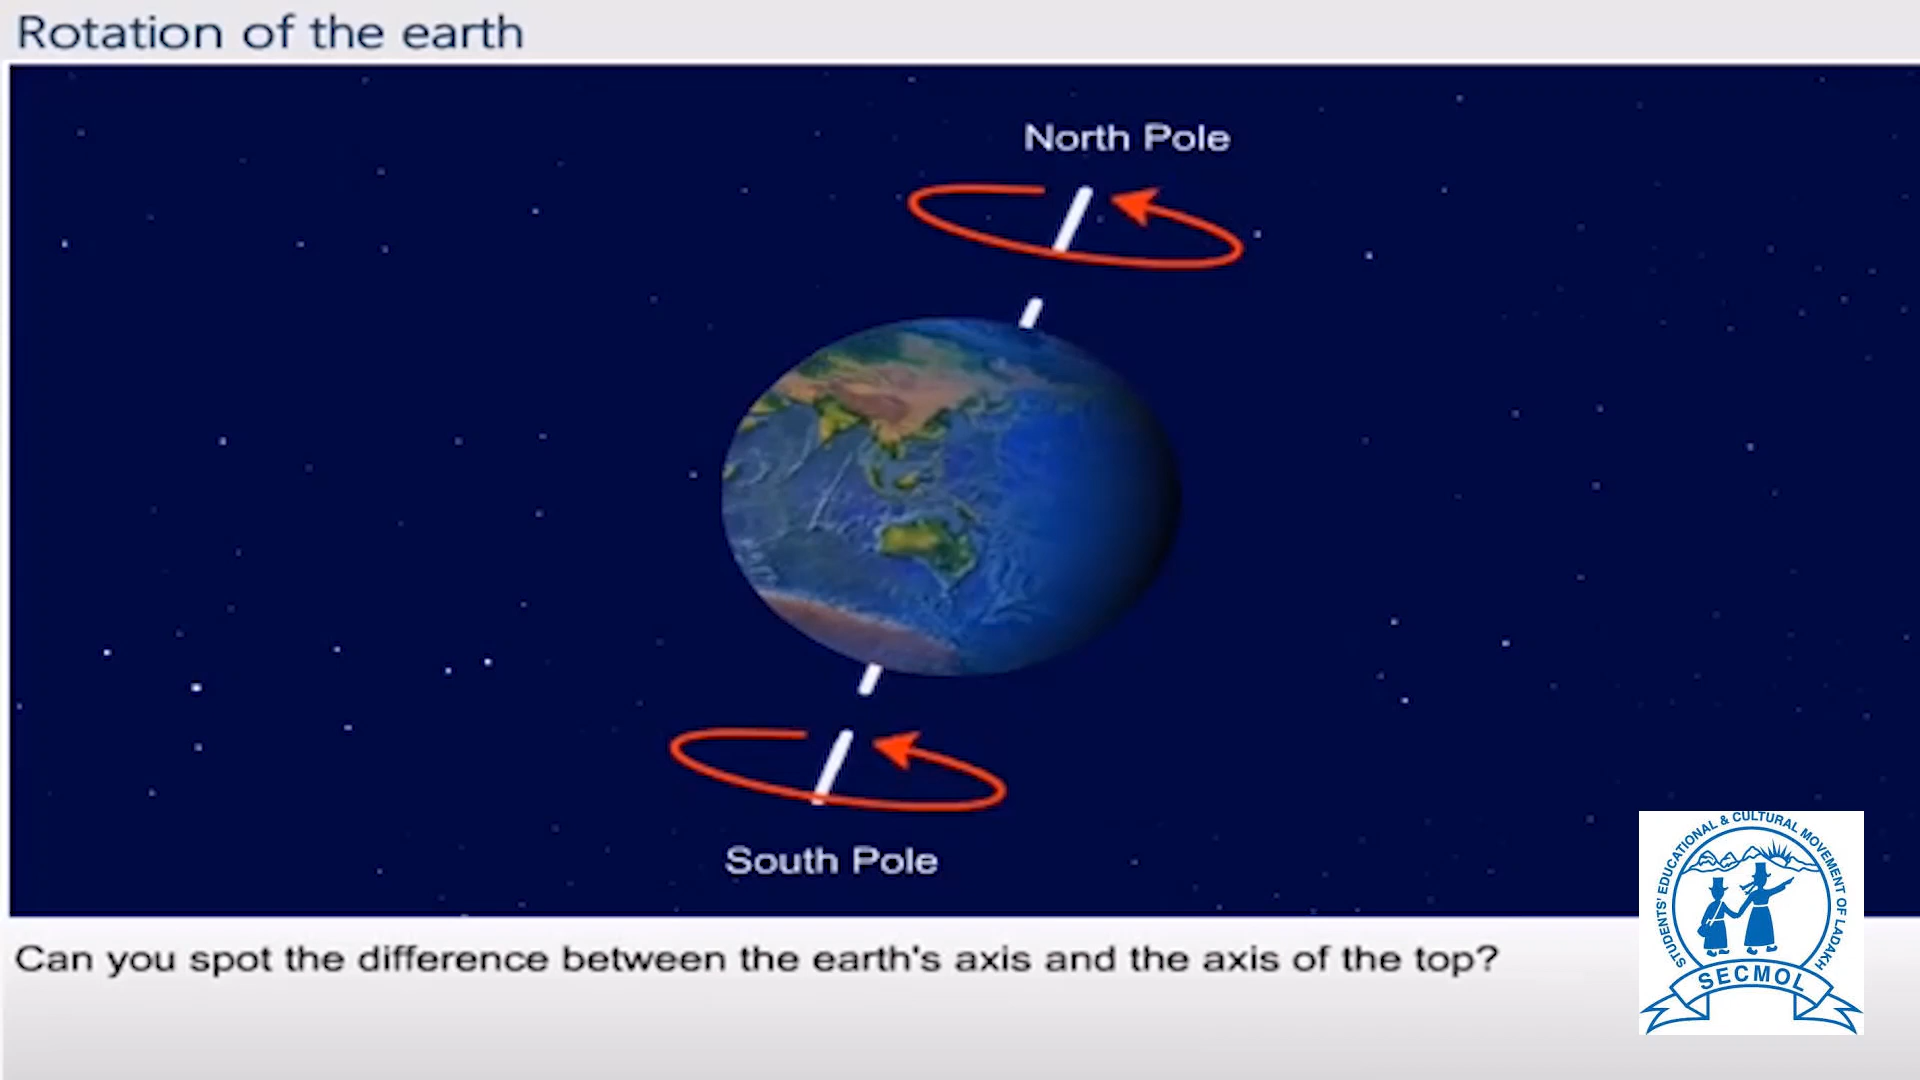 Rotation of the earth
North Pole
South Pole
Can you spot the difference between the earth's axis and the axis of the top?
STUDENTS' EDUCATIONAL & CULTURAL MOVEMENT OF LADAKH
SECMOL